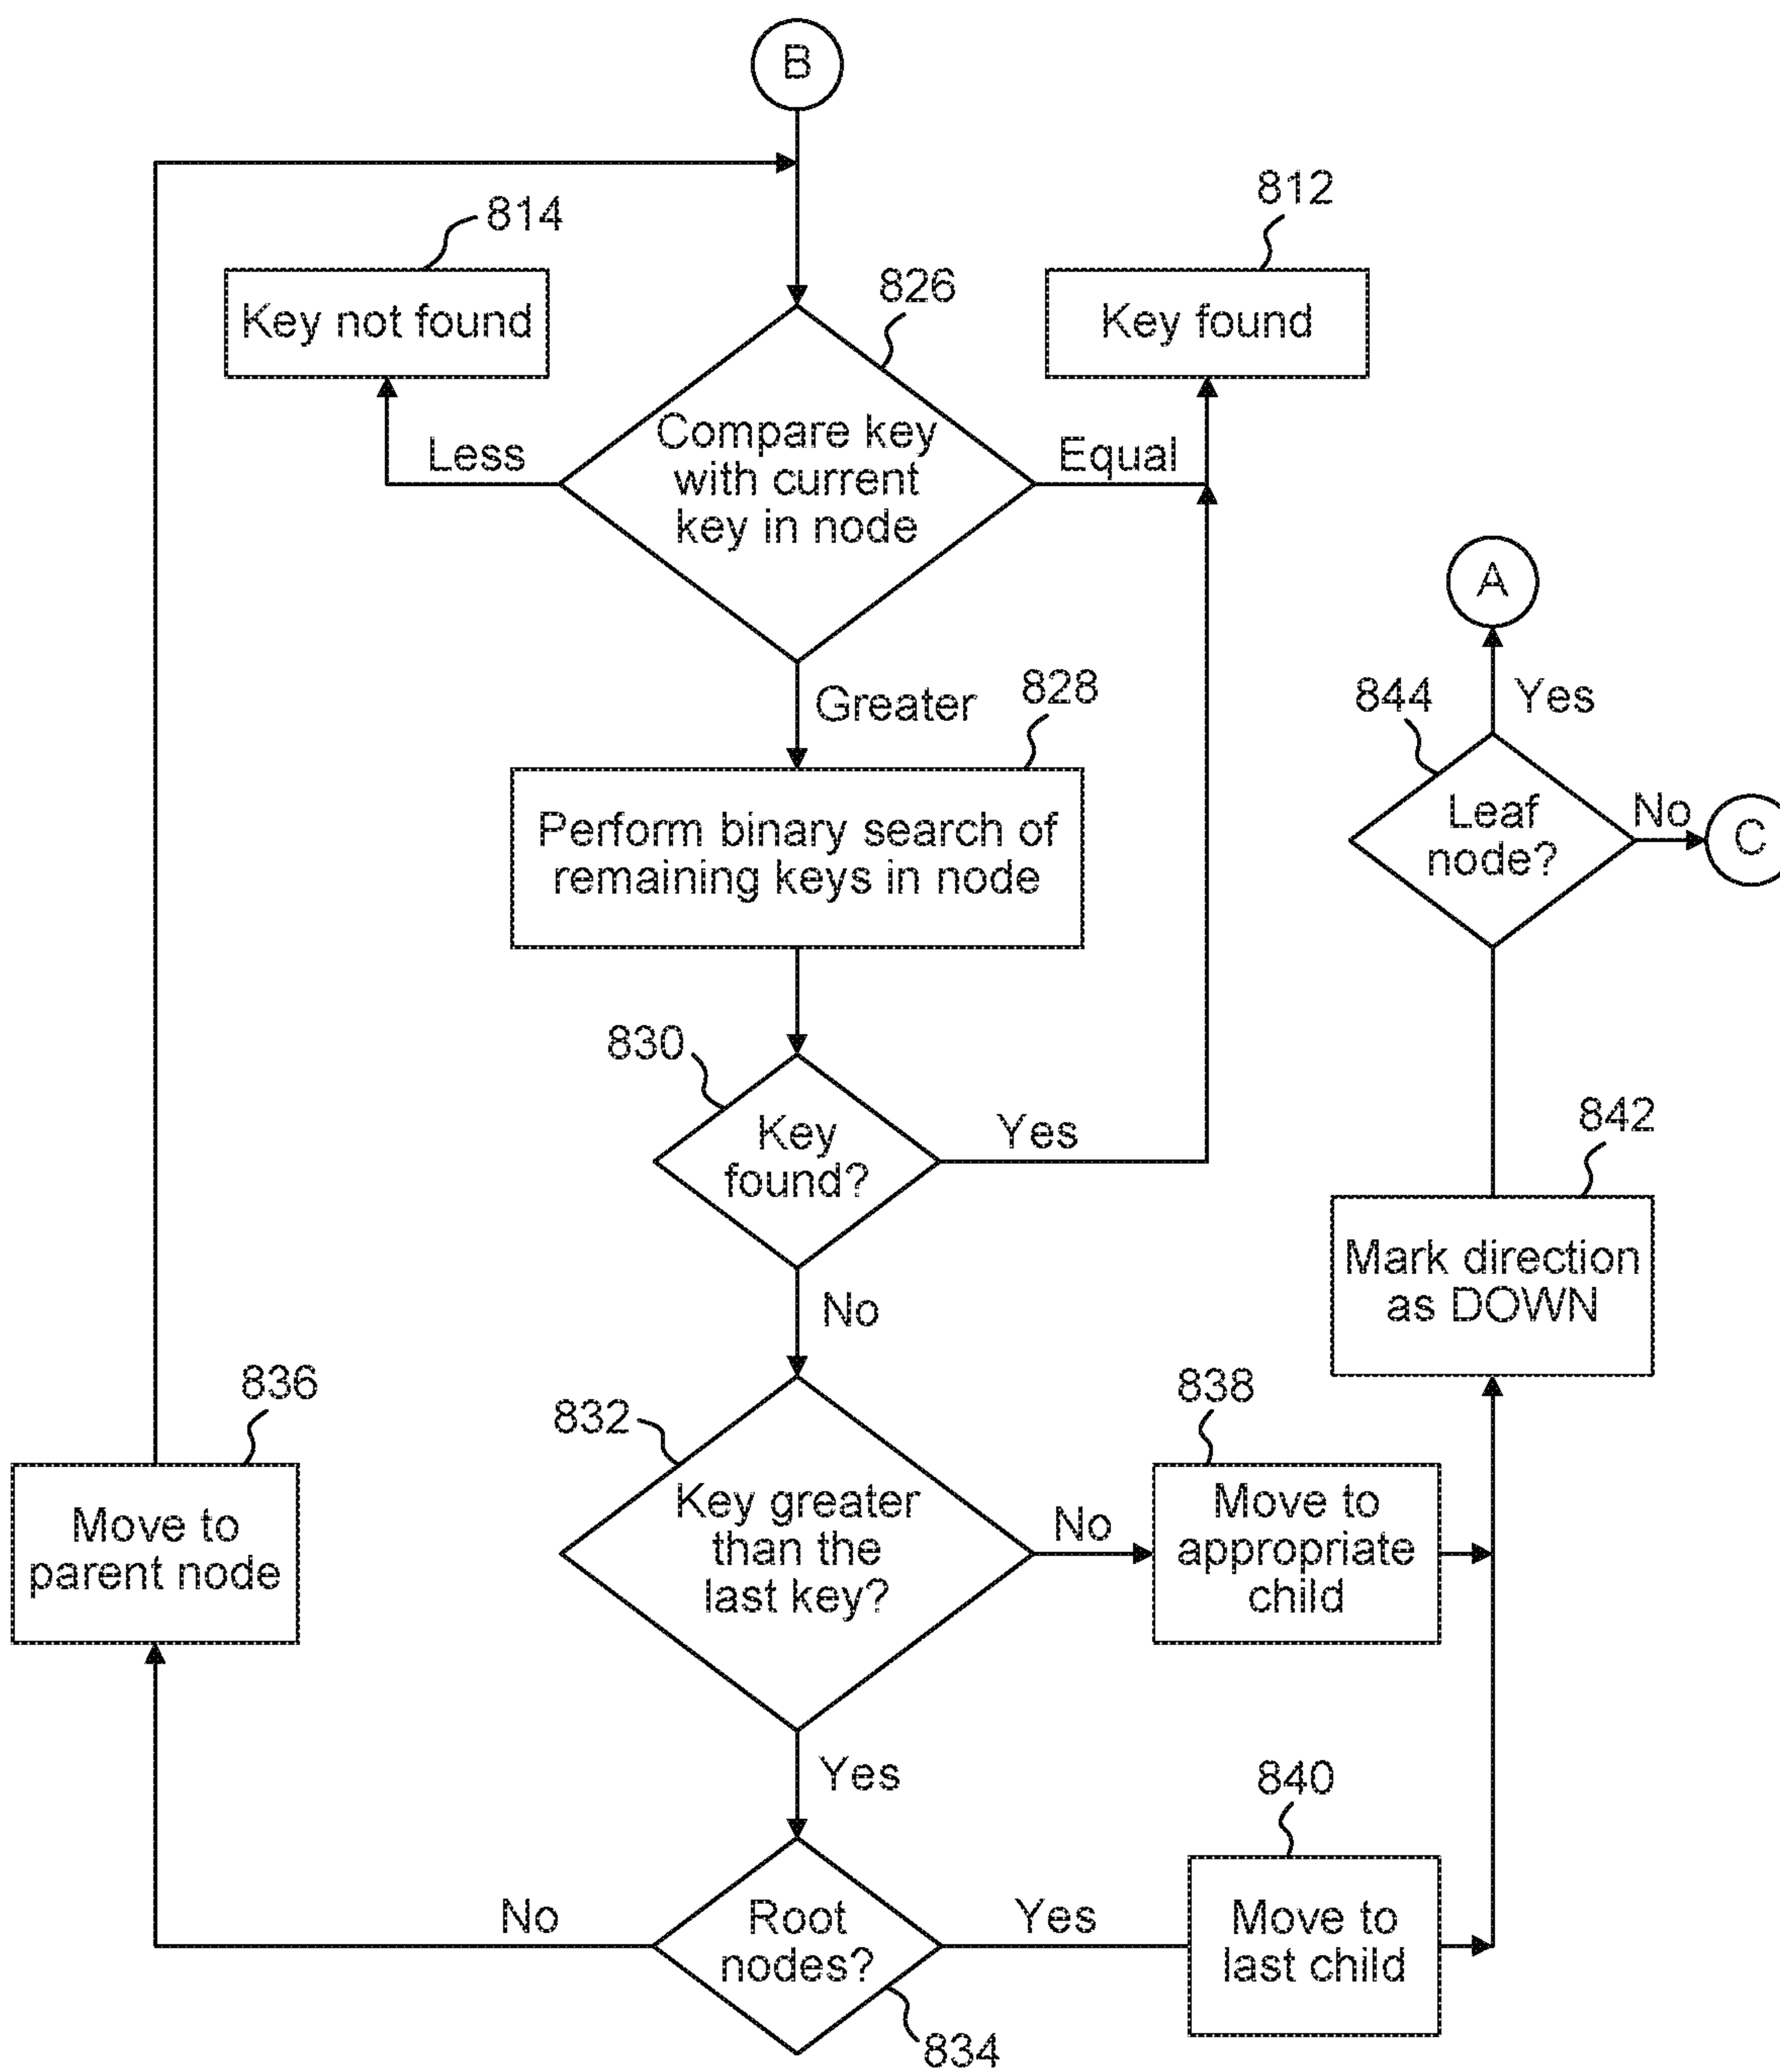 B
814
812
826
Key not found
Key found
Compare key
with current
key in node
Less
Equal
A
Greater
828
844
Yes
Perform binary search of
remaining keys in node
Leaf
node?
No
C
830
Key
found?
Yes
842
Mark direction
as DOWN
No
836
832
838
Move to
parent node
Key greater
than the
last key?
No
Move to
appropriate
child
Yes
840
No
Root
nodes?
Yes
Move to
last child
834